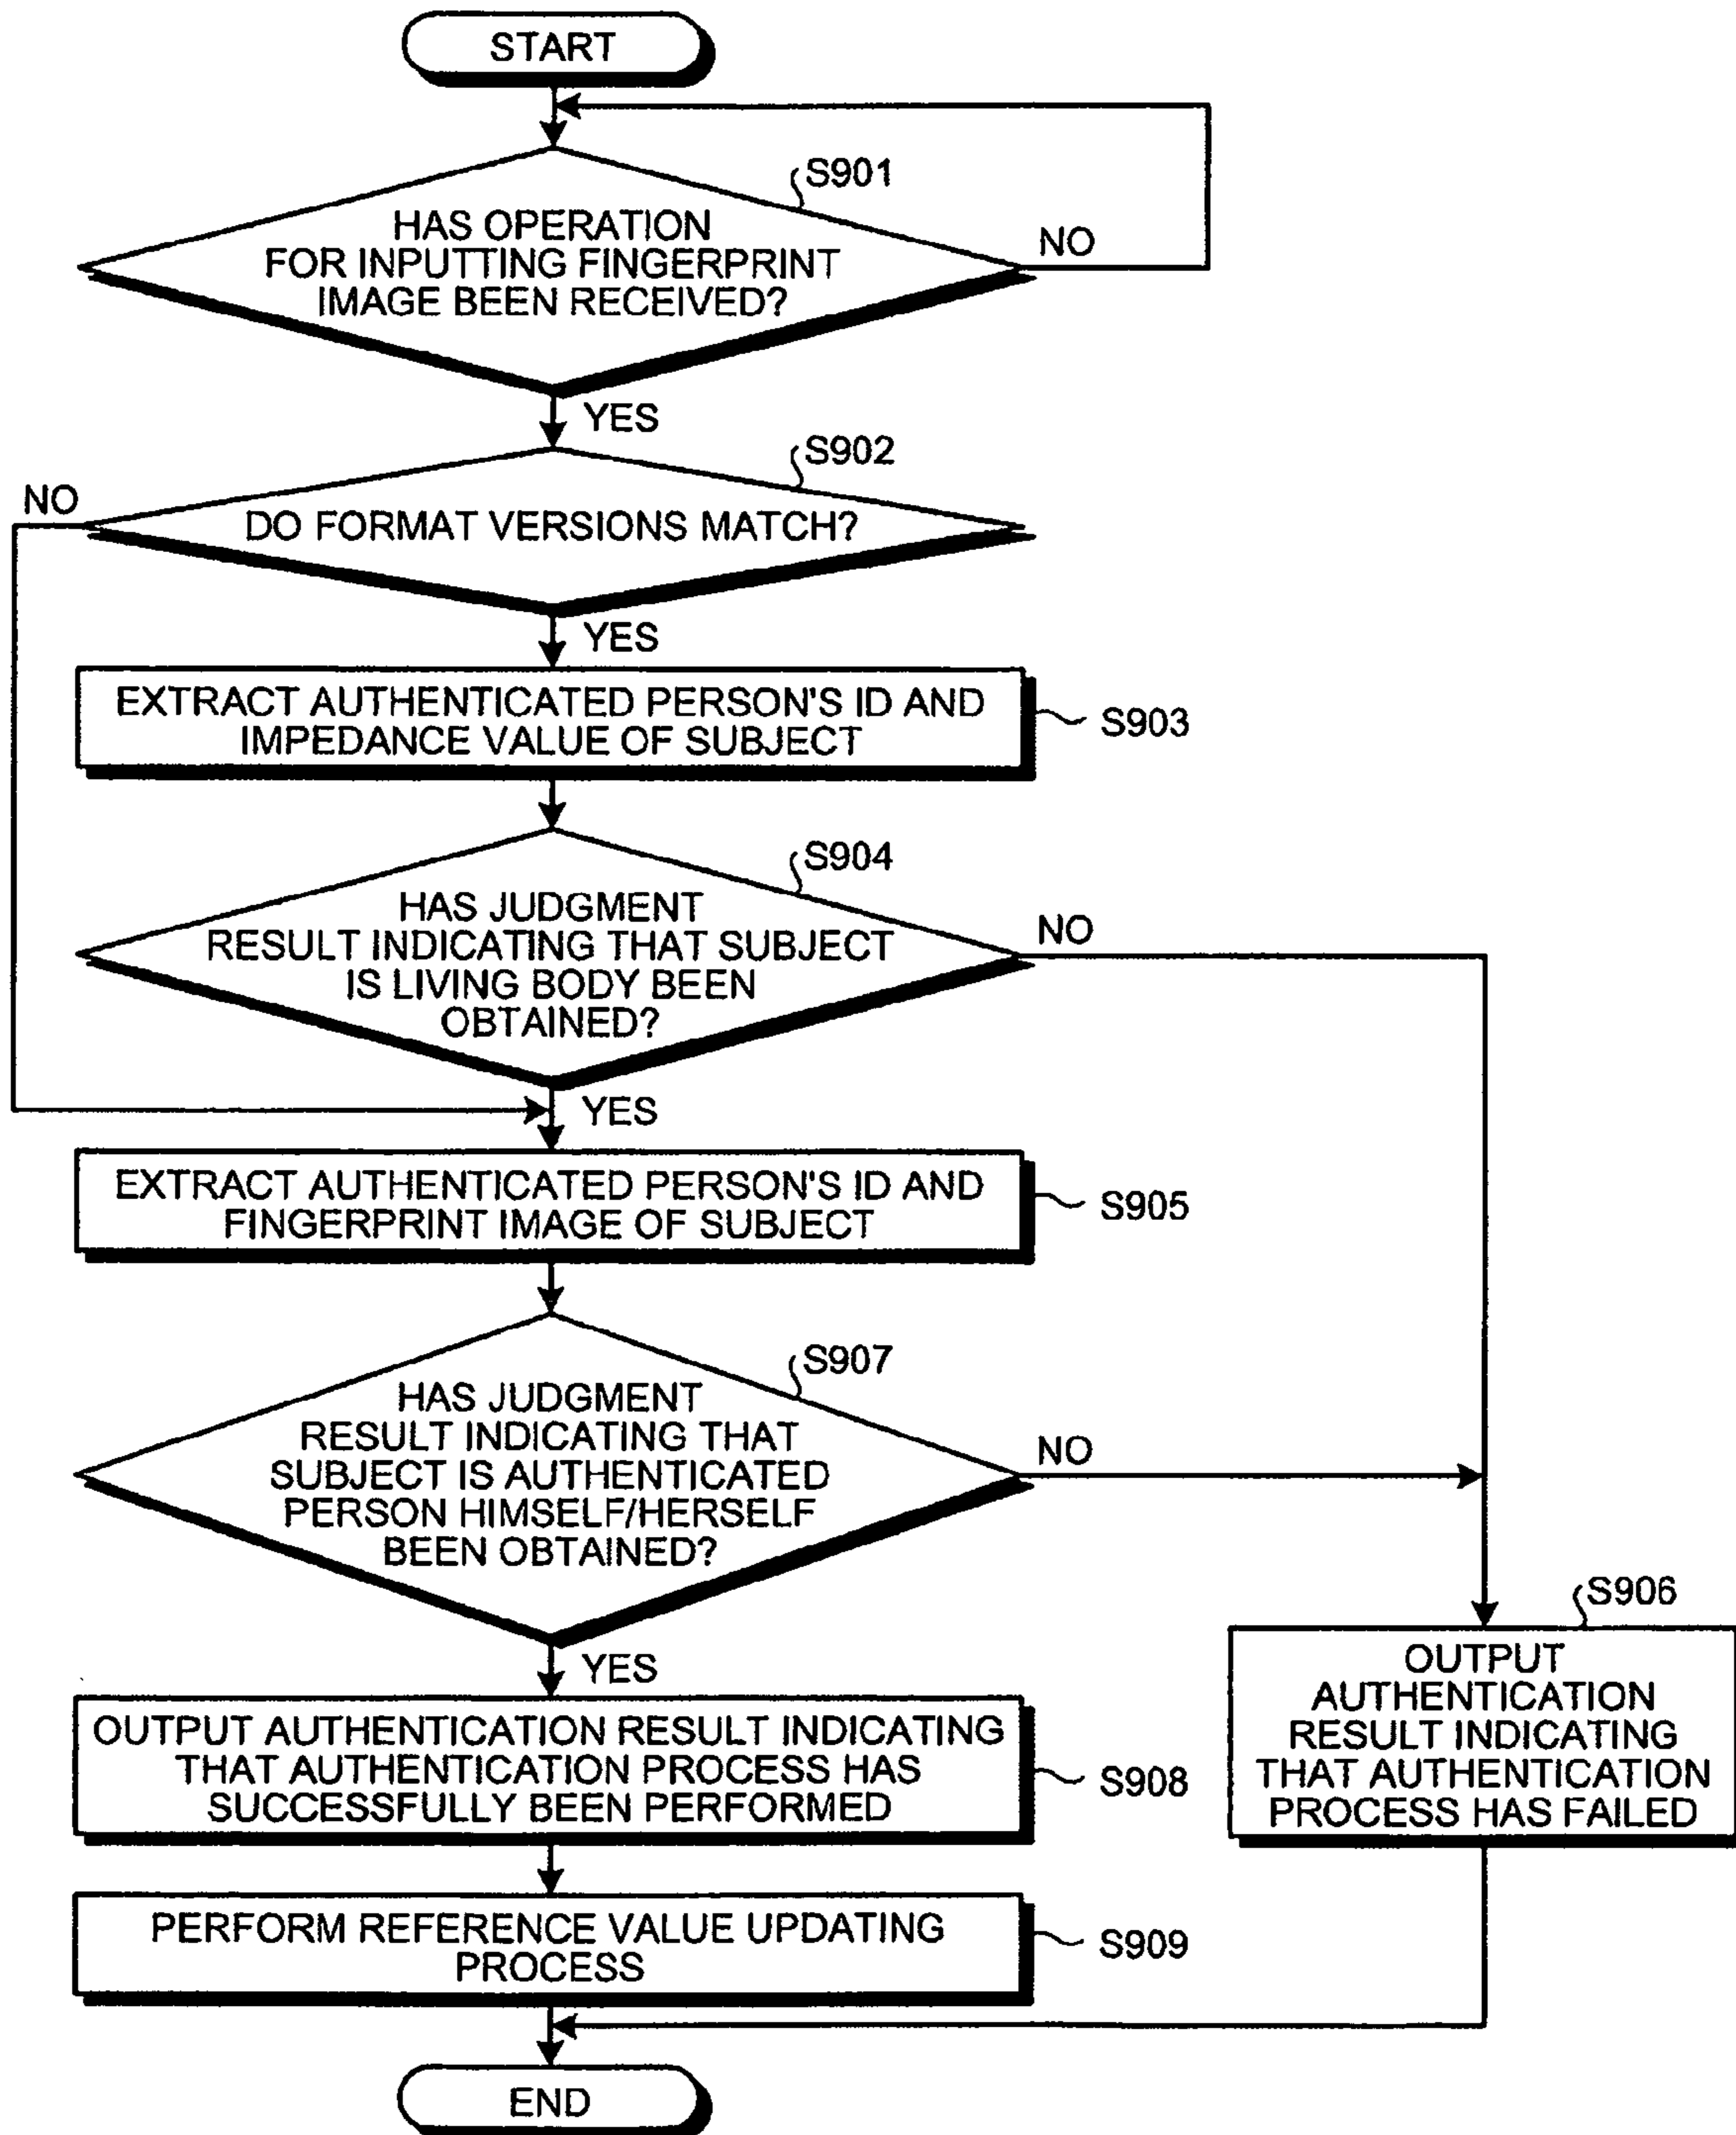 START
S901
HAS OPERATION
FOR INPUTTING FINGERPRINT
IMAGE BEEN RECEIVED?
NO
YES
S902
NO
DO FORMAT VERSIONS MATCH?
YES
EXTRACT AUTHENTICATED PERSON'S ID AND
IMPEDANCE VALUE OF SUBJECT
S903
S904
HAS JUDGMENT
RESULT INDICATING THAT SUBJECT
IS LIVING BODY BEEN
OBTAINED?
NO
YES
EXTRACT AUTHENTICATED PERSON'S ID AND
FINGERPRINT IMAGE OF SUBJECT
S905
S907
HAS JUDGMENT
RESULT INDICATING THAT
SUBJECT IS AUTHENTICATED
PERSON HIMSELF/HERSELF
BEEN OBTAINED?
NO
YES
S906
OUTPUT
AUTHENTICATION
RESULT INDICATING
THAT AUTHENTICATION
PROCESS HAS FAILED
OUTPUT AUTHENTICATION RESULT INDICATING
THAT AUTHENTICATION PROCESS HAS
SUCCESSFULLY BEEN PERFORMED
S908
PERFORM REFERENCE VALUE UPDATING
PROCESS
S909
END